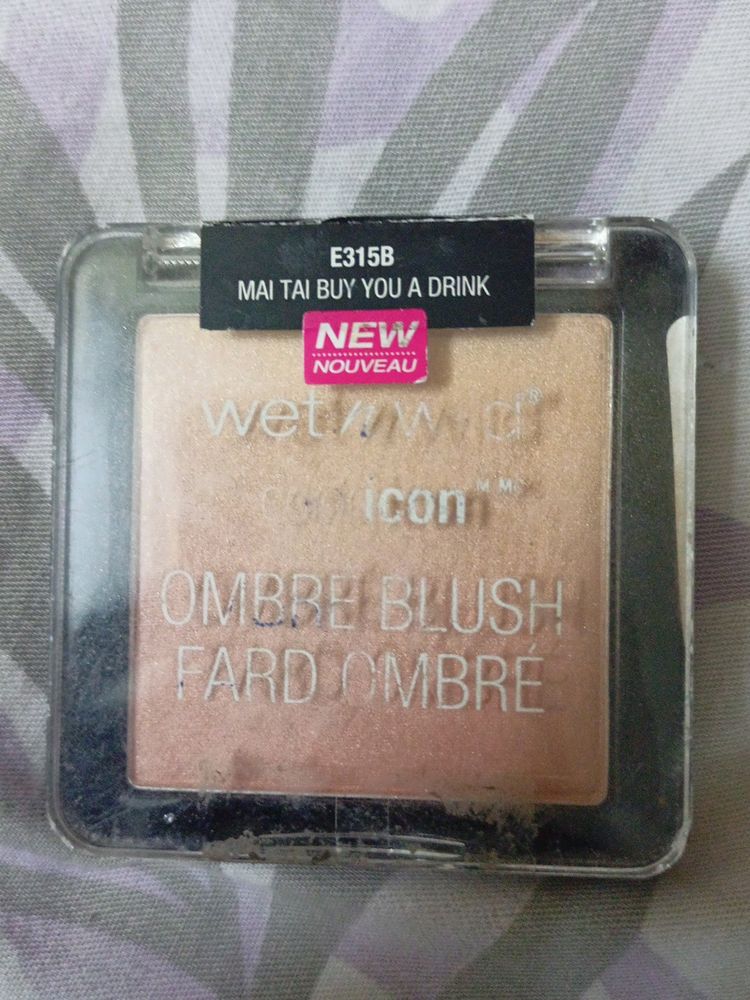 E315B
MAI TAI BUY YOU A DRINK
NEW
NOUVEAU
wet n wild®
icon
OMBRE BLUSH
FARD OMBRÉ